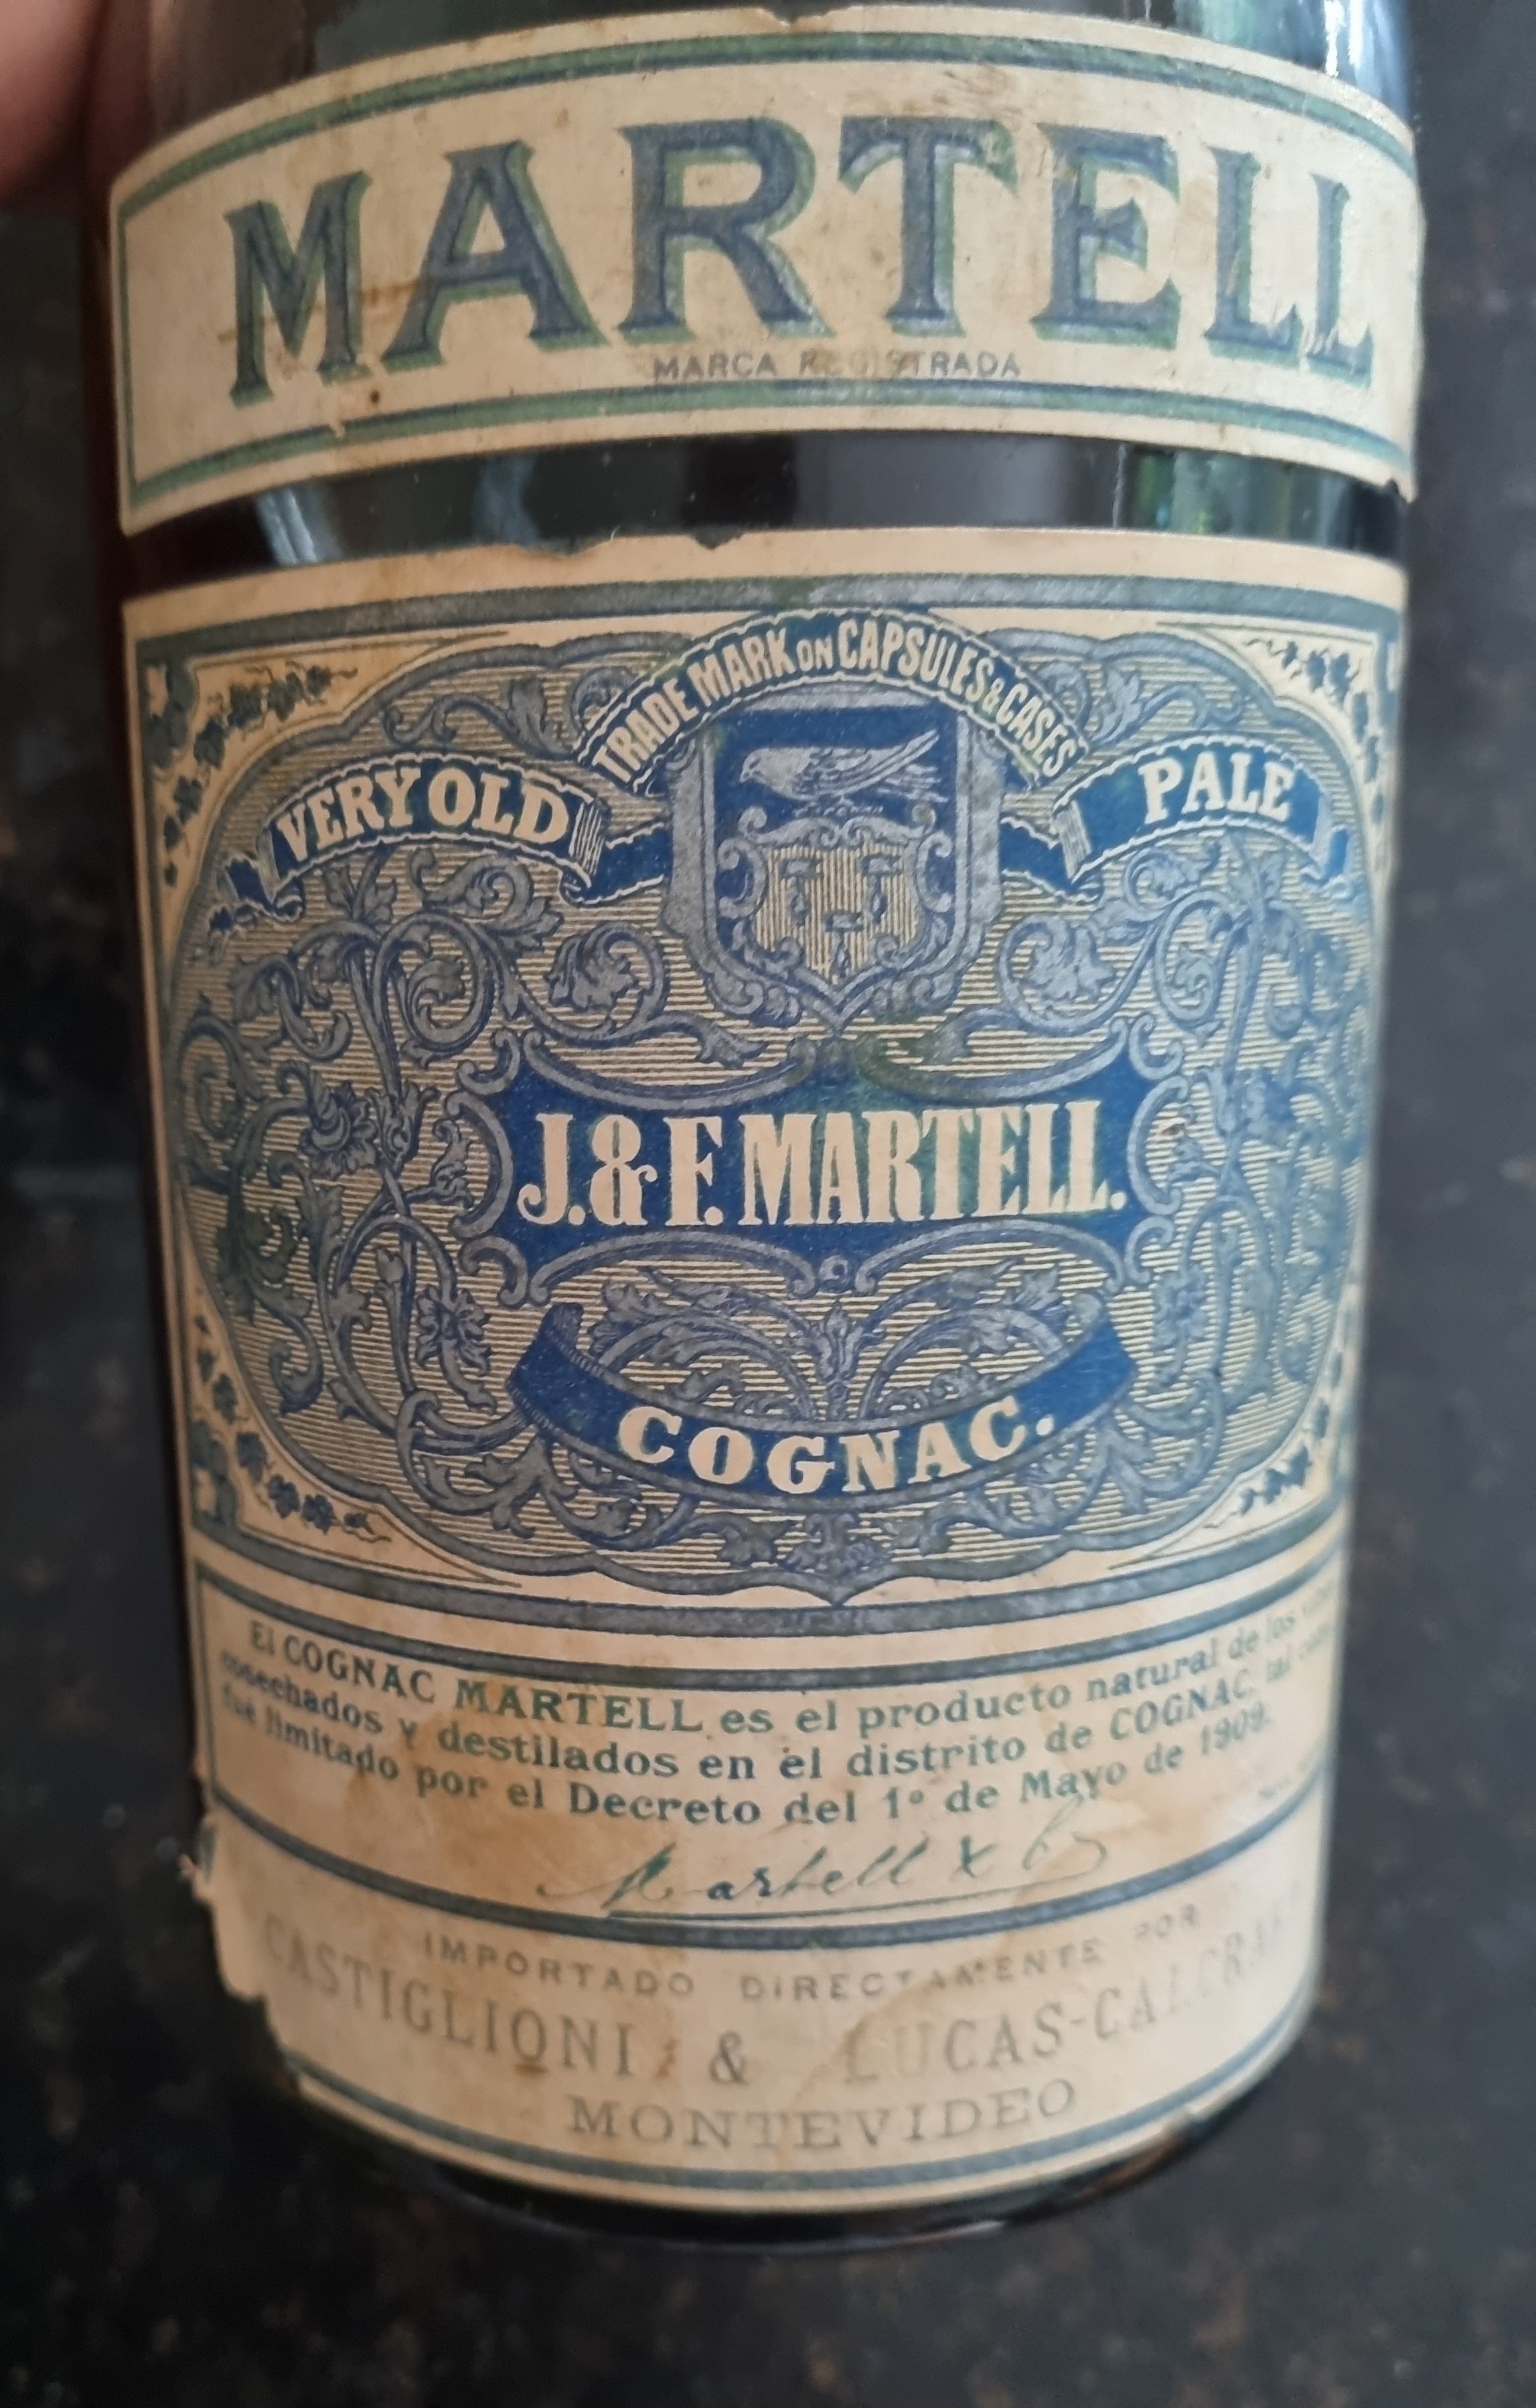 MARTELL
MARCA REGISTRADA
TRADE MARK ON CAPSULES & CASES
VERY OLD PALE
J. & F. MARTELL.
COGNAC.
El COGNAC MARTELL es el producto natural de los
cosechados y destilados en el distrito de COGNAC, tal
fué limitado por el Decreto del 1º de Mayo de 1909.
Martell & Co
IMPORTADO DIRECTAMENTE POR
CASTIGLIONI & LUCAS-
MONTEVIDEO